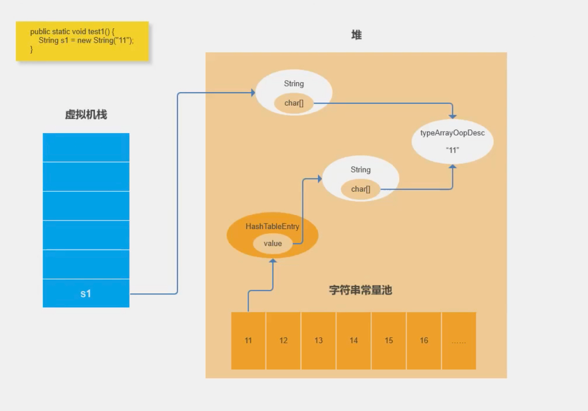 public static void test1() {
String s1 = new String("11");
}
堆
虚拟机栈
String
char[]
typeArrayOopDesc
"11"
String
char[]
HashTableEntry
value
字符串常量池
s1
11 12 13 14 15 16 ......